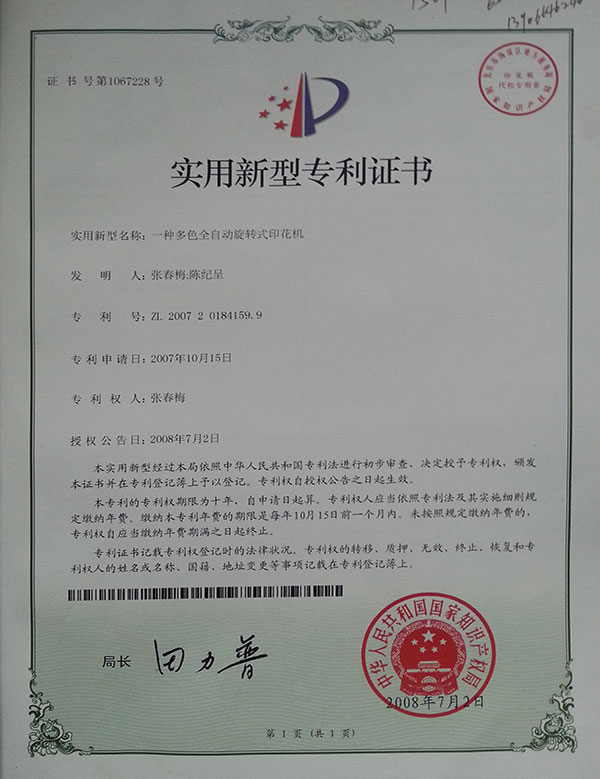 证 书 号 第1067228号
印 花 税
代扣专用章
国家知识产权局
实用新型专利证书
实用新型名称：一种多色全自动旋转式印花机
发 明 人：张春梅;陈纪呈
专 利 号：ZL 2007 2 0184159.9
专利申请日：2007年10月15日
专 利 权 人：张春梅
授权公告日：2008年7月2日
本实用新型经过本局依照中华人民共和国专利法进行初步审查，决定授予专利权，颁发
本证书并在专利登记簿上予以登记。专利权自授权公告之日起生效。
本专利的专利权期限为十年，自申请日起算。专利权人应当依照专利法及其实施细则规
定缴纳年费。缴纳本专利年费的期限是每年10月15日前一个月内。未按照规定缴纳年费的，
专利权自应当缴纳年费期满之日起终止。
专利证书记载专利权登记时的法律状况。专利权的转移、质押、无效、终止、恢复和专
利权人的姓名或名称、国籍、地址变更等事项记载在专利登记簿上。
局长 田力普
中华人民共和国国家知识产权局
2008年7月2日
第 1 页（共 1 页）